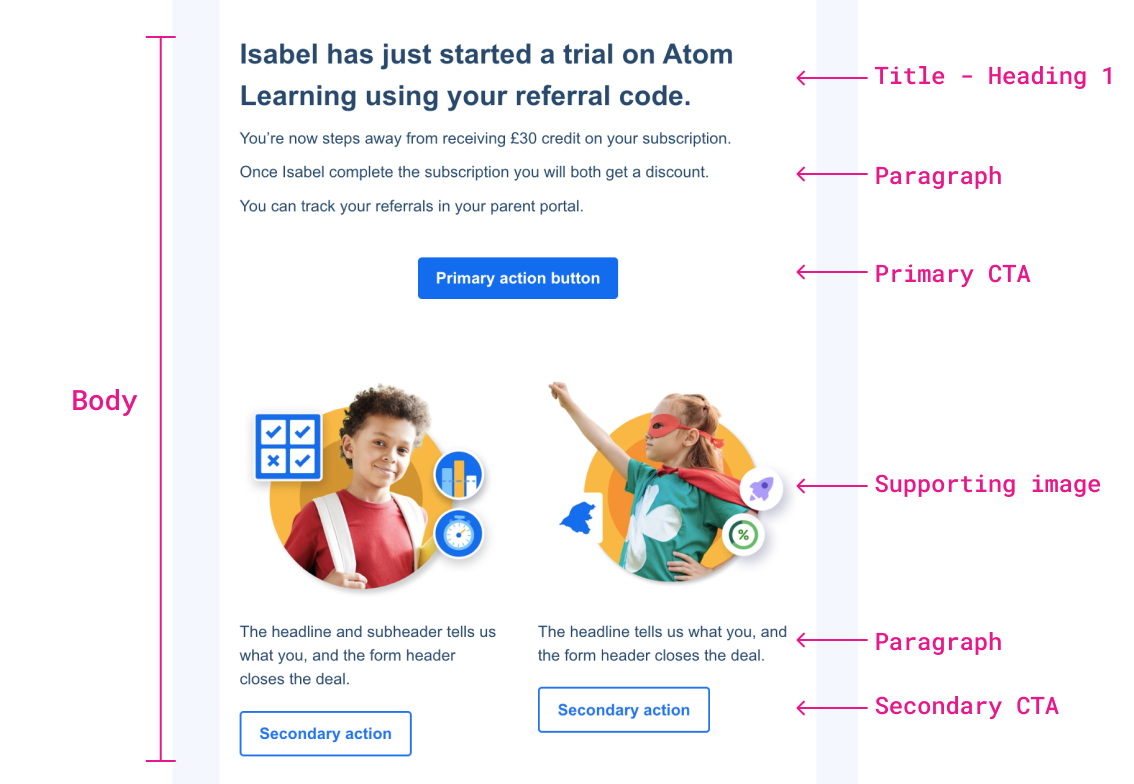 Isabel has just started a trial on Atom
Learning using your referral code.
Title - Heading 1
You’re now steps away from receiving £30 credit on your subscription.
Once Isabel complete the subscription you will both get a discount.
Paragraph
You can track your referrals in your parent portal.
Primary action button
Primary CTA
Body
Supporting image
%
The headline and subheader tells us
what you, and the form header
closes the deal.
Secondary action
The headline tells us what you, and
the form header closes the deal.
Paragraph
Secondary action
Secondary CTA